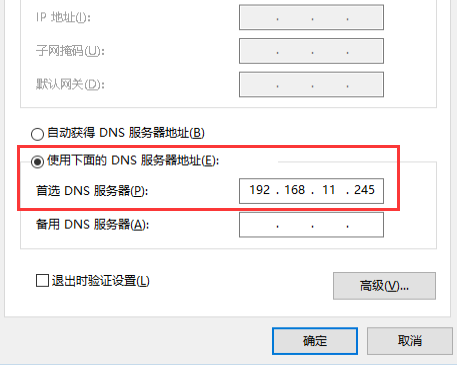 IP 地址(I):
. . .
子网掩码(U):
. . .
默认网关(D):
. . .
自动获得 DNS 服务器地址(B)
使用下面的 DNS 服务器地址(E):
首选 DNS 服务器(P):
192 . 168 . 11 . 245
备用 DNS 服务器(A):
. . .
退出时验证设置(L)
高级(V)...
确定
取消